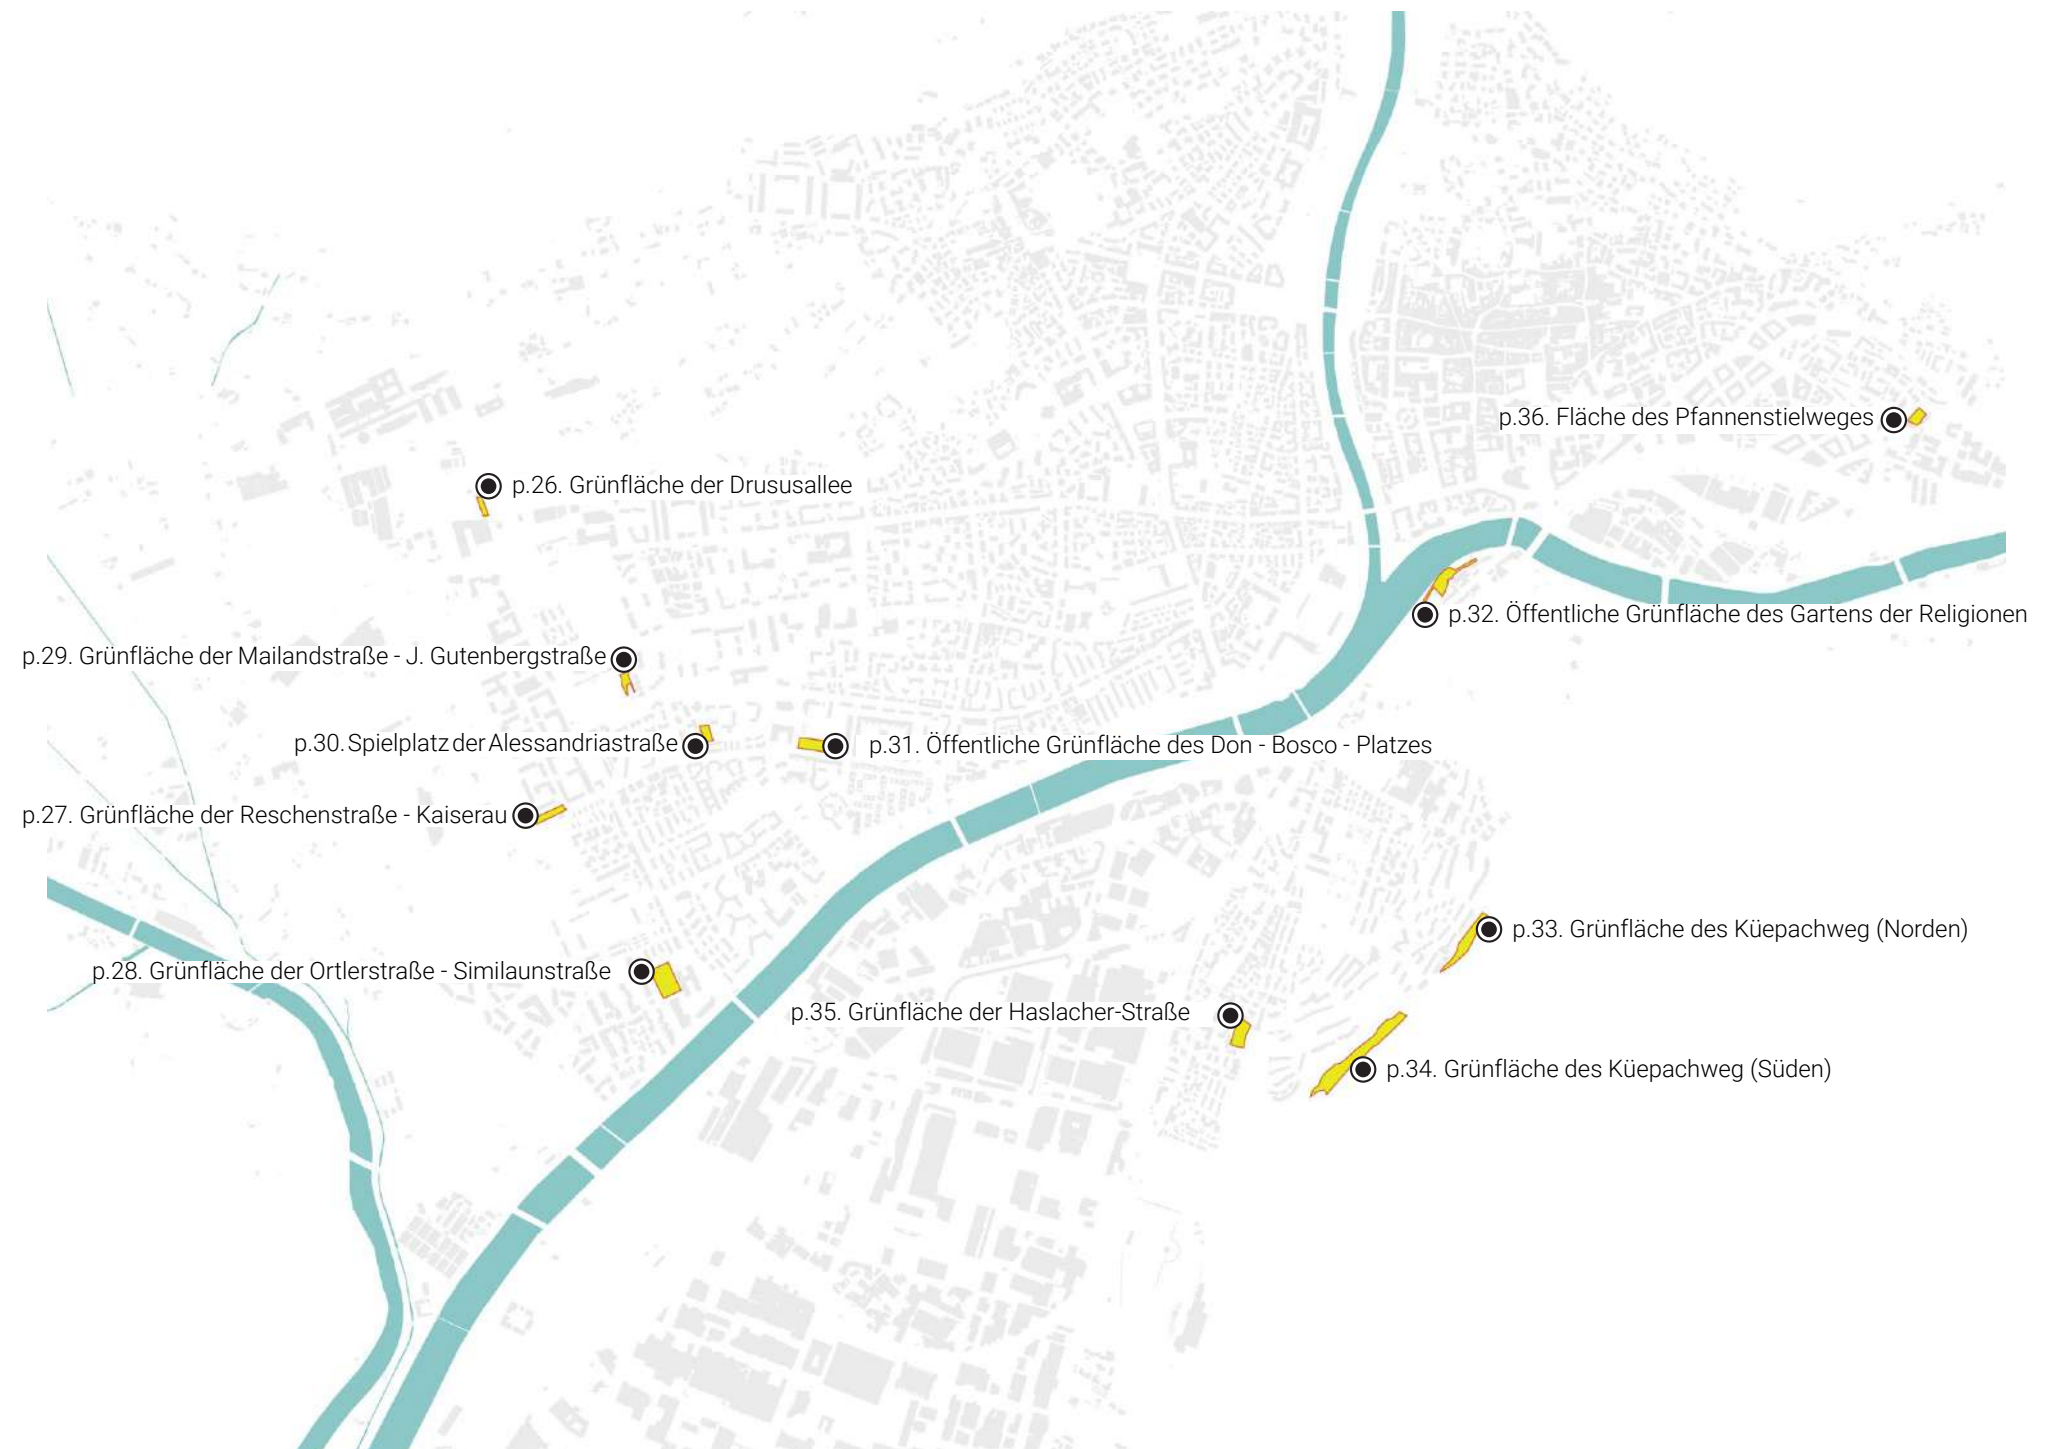 p.36. Fläche des Pfannenstielweges
p.26. Grünfläche der Drususallee
p.32. Öffentliche Grünfläche des Gartens der Religionen
p.29. Grünfläche der Mailandstraße - J. Gutenbergstraße
p.30. Spielplatz der Alessandriastraße
p.31. Öffentliche Grünfläche des Don - Bosco - Platzes
p.27. Grünfläche der Reschenstraße - Kaiserau
p.33. Grünfläche des Küepachweg (Norden)
p.28. Grünfläche der Ortlerstraße - Similaunstraße
p.35. Grünfläche der Haslacher-Straße
p.34. Grünfläche des Küepachweg (Süden)